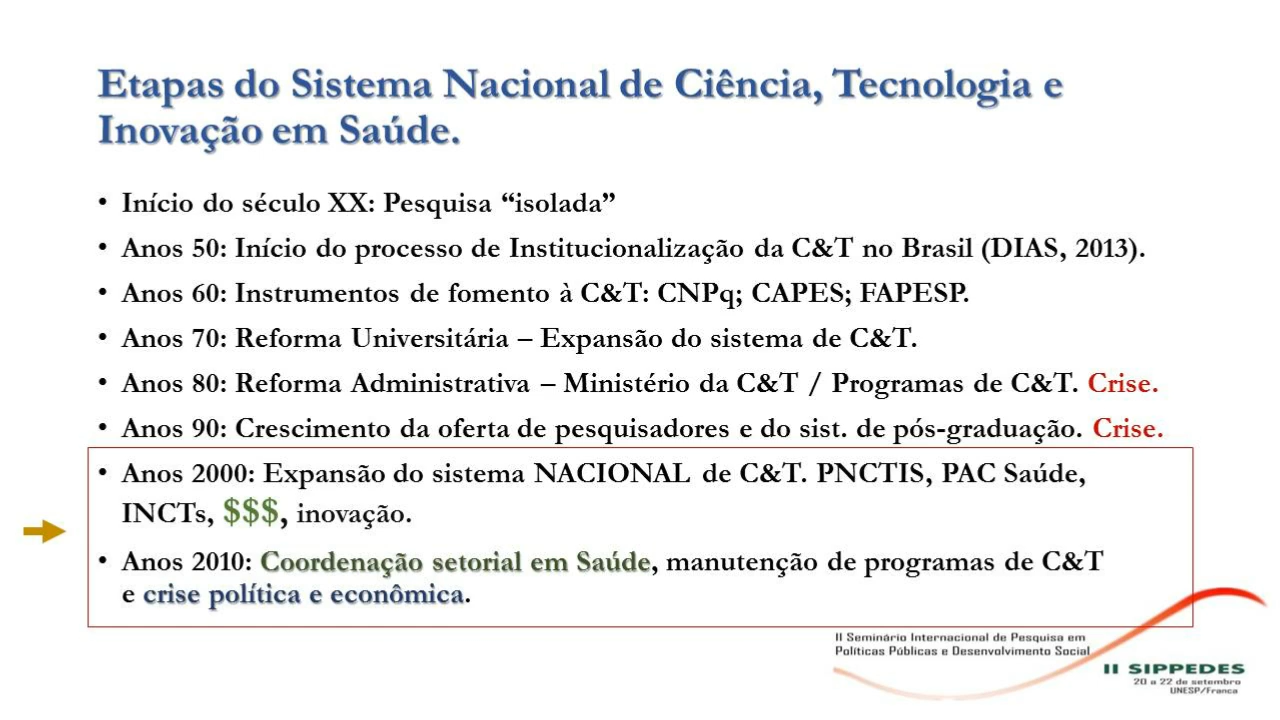 Etapas do Sistema Nacional de Ciência, Tecnologia e
Inovação em Saúde.
• Início do século XX: Pesquisa “isolada”
• Anos 50: Início do processo de Institucionalização da C&T no Brasil (DIAS, 2013).
• Anos 60: Instrumentos de fomento à C&T: CNPq; CAPES; FAPESP.
• Anos 70: Reforma Universitária – Expansão do sistema de C&T.
• Anos 80: Reforma Administrativa – Ministério da C&T / Programas de C&T. Crise.
• Anos 90: Crescimento da oferta de pesquisadores e do sist. de pós-graduação. Crise.
• Anos 2000: Expansão do sistema NACIONAL de C&T. PNCTIS, PAC Saúde,
INCTs, $$$, inovação.
• Anos 2010: Coordenação setorial em Saúde, manutenção de programas de C&T
e crise política e econômica.
II Seminário Internacional de Pesquisa em
Políticas Públicas e Desenvolvimento Social
II SIPPEDES
20 a 22 de setembro
UNESP/Franca